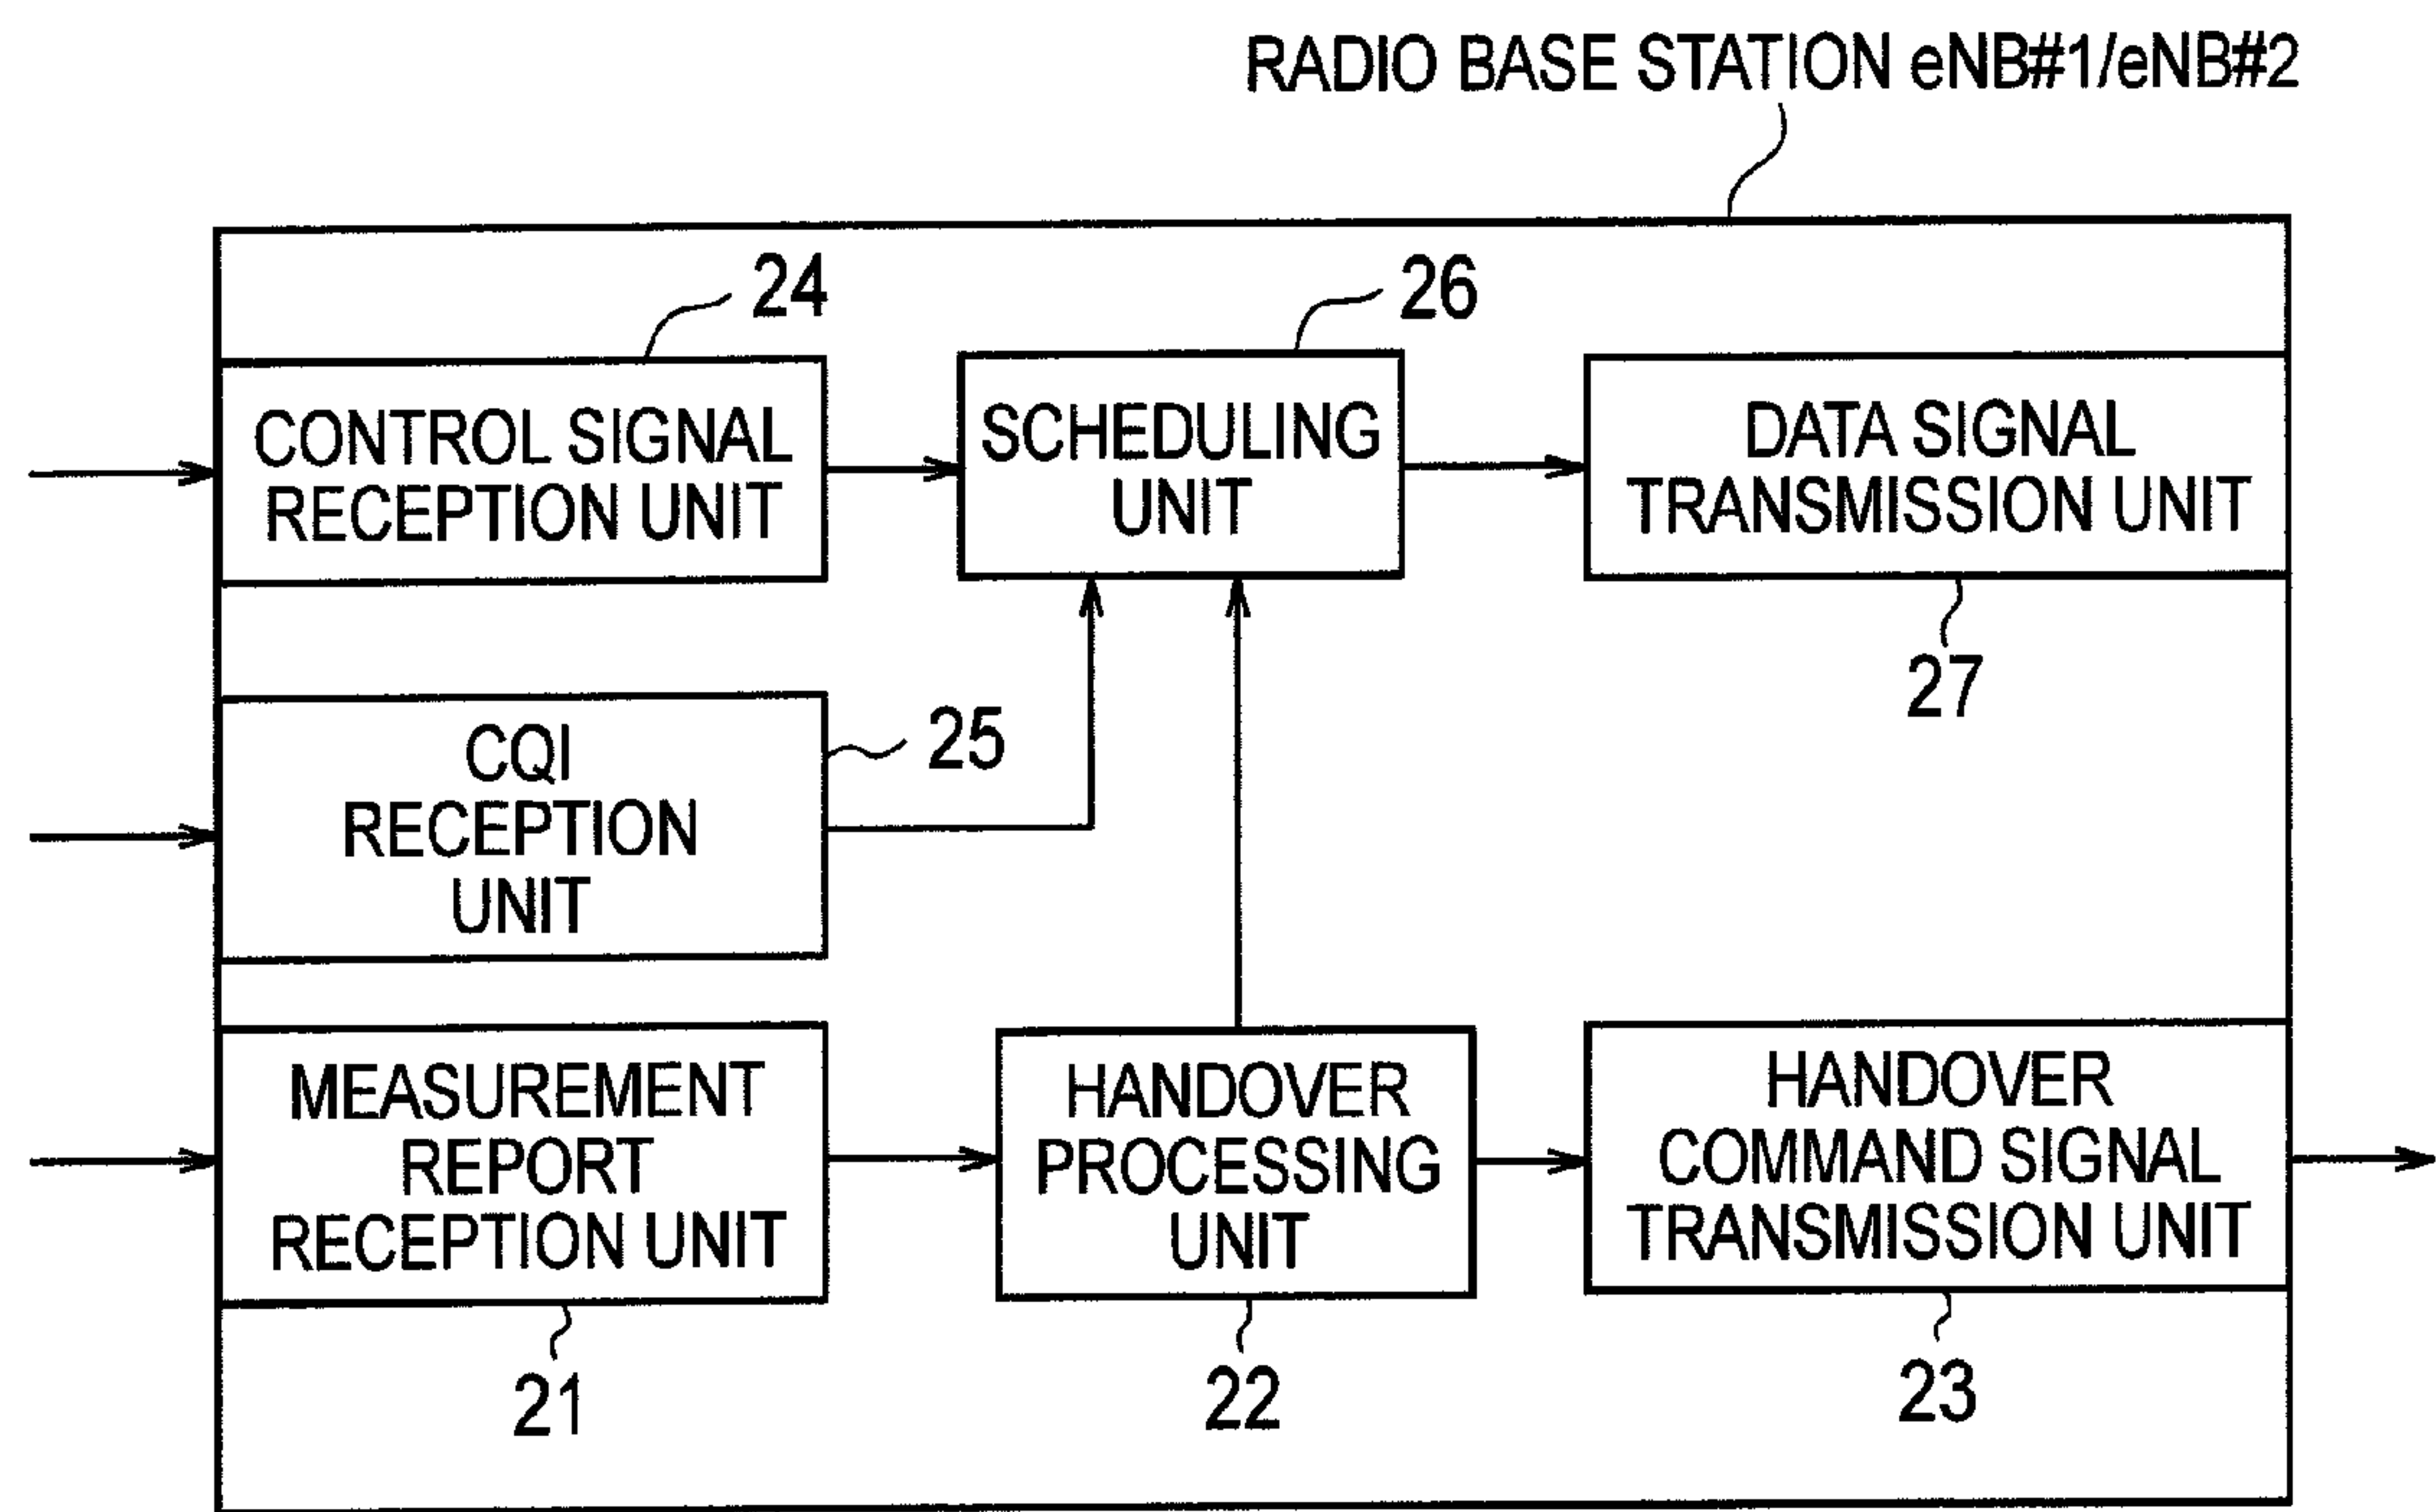 RADIO BASE STATION eNB#1/eNB#2
24
26
CONTROL SIGNAL
RECEPTION UNIT
SCHEDULING
UNIT
DATA SIGNAL
TRANSMISSION UNIT
27
CQI
RECEPTION
UNIT
25
MEASUREMENT
REPORT
RECEPTION UNIT
HANDOVER
PROCESSING
UNIT
HANDOVER
COMMAND SIGNAL
TRANSMISSION UNIT
21
22
23